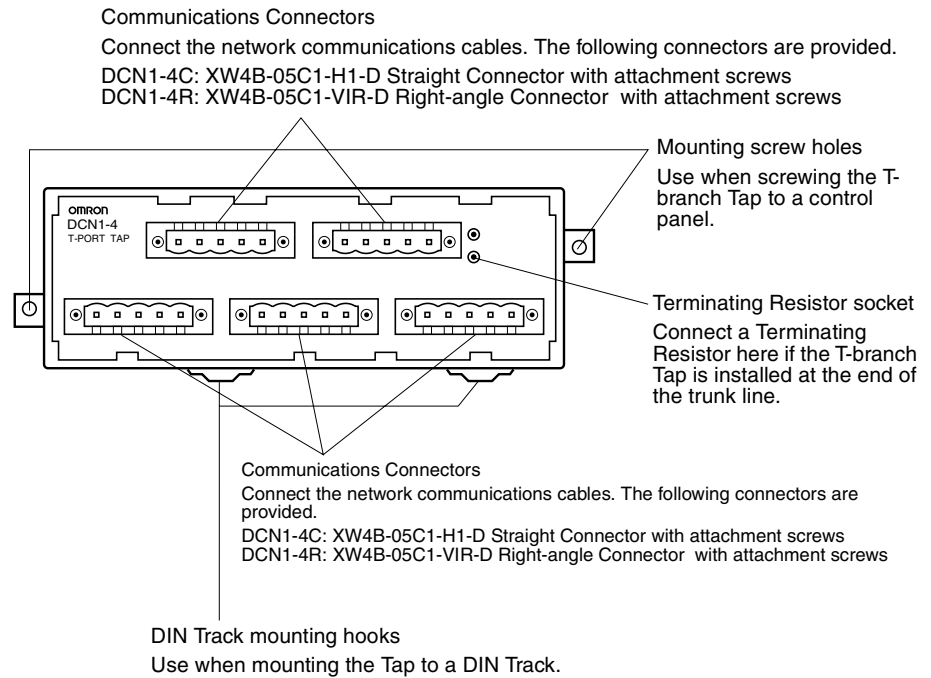 Communications Connectors
Connect the network communications cables. The following connectors are provided.
DCN1-4C: XW4B-05C1-H1-D Straight Connector with attachment screws
DCN1-4R: XW4B-05C1-VIR-D Right-angle Connector with attachment screws
Mounting screw holes
Use when screwing the T-
branch Tap to a control
panel.
OMRON
DCN1-4
T-PORT TAP
Terminating Resistor socket
Connect a Terminating
Resistor here if the T-branch
Tap is installed at the end of
the trunk line.
Communications Connectors
Connect the network communications cables. The following connectors are
provided.
DCN1-4C: XW4B-05C1-H1-D Straight Connector with attachment screws
DCN1-4R: XW4B-05C1-VIR-D Right-angle Connector with attachment screws
DIN Track mounting hooks
Use when mounting the Tap to a DIN Track.